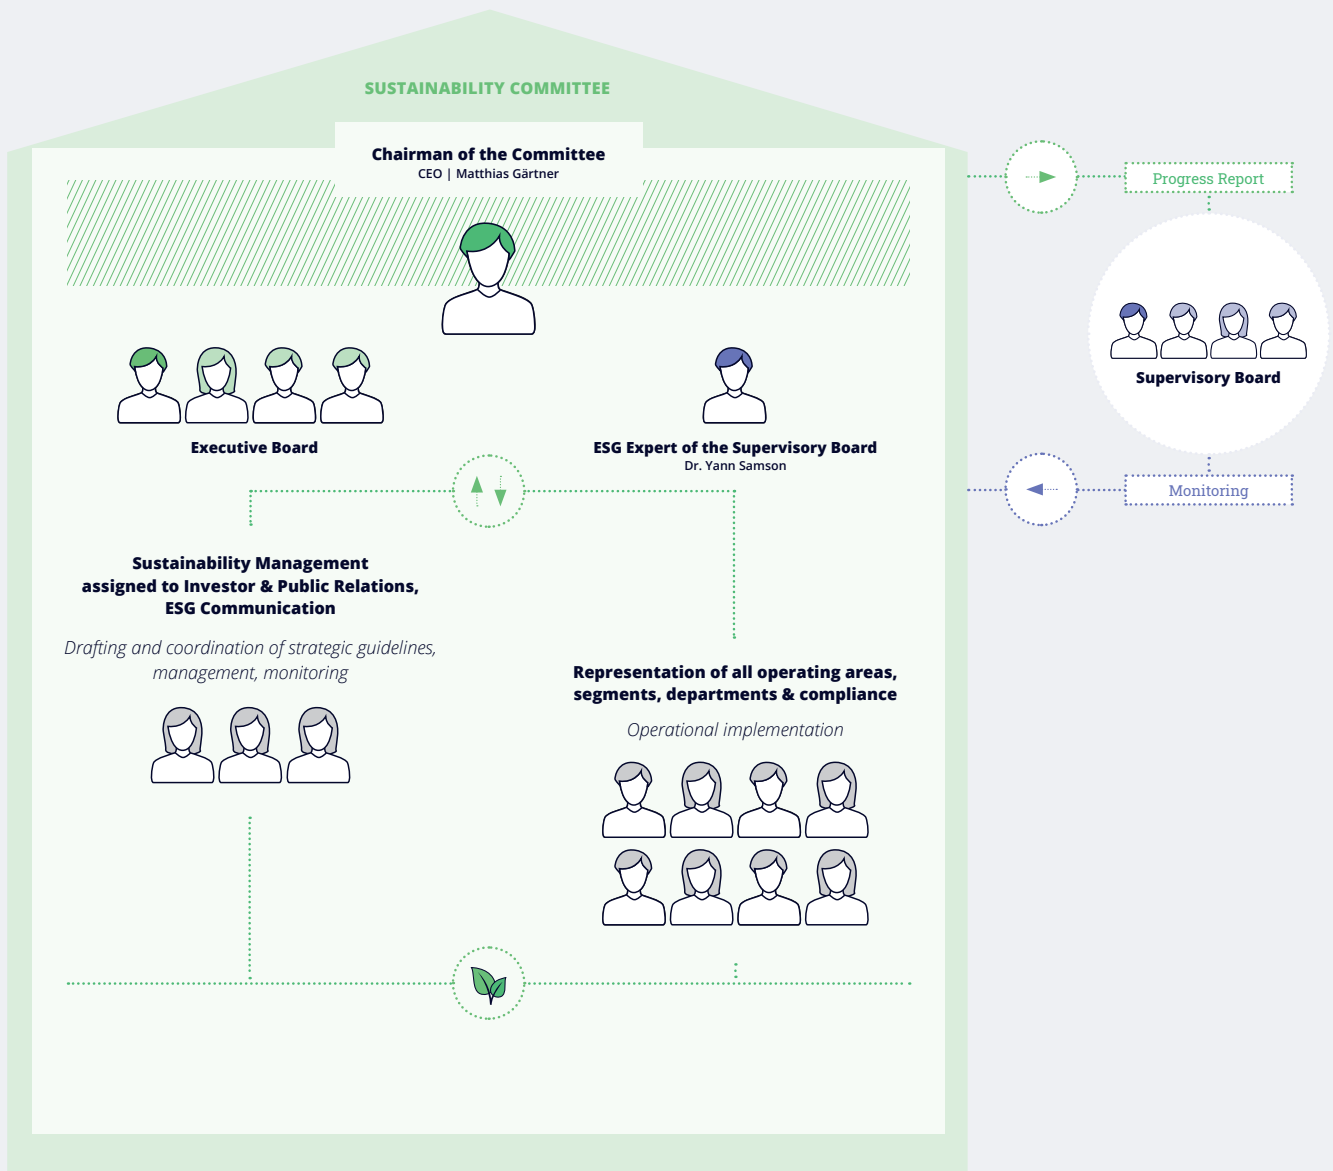 SUSTAINABILITY COMMITTEE
Chairman of the Committee
CEO | Matthias Gärtner
Progress Report
Supervisory Board
Executive Board
ESG Expert of the Supervisory Board
Dr. Yann Samson
Monitoring
Sustainability Management
assigned to Investor & Public Relations,
ESG Communication
Drafting and coordination of strategic guidelines,
management, monitoring
Representation of all operating areas,
segments, departments & compliance
Operational implementation